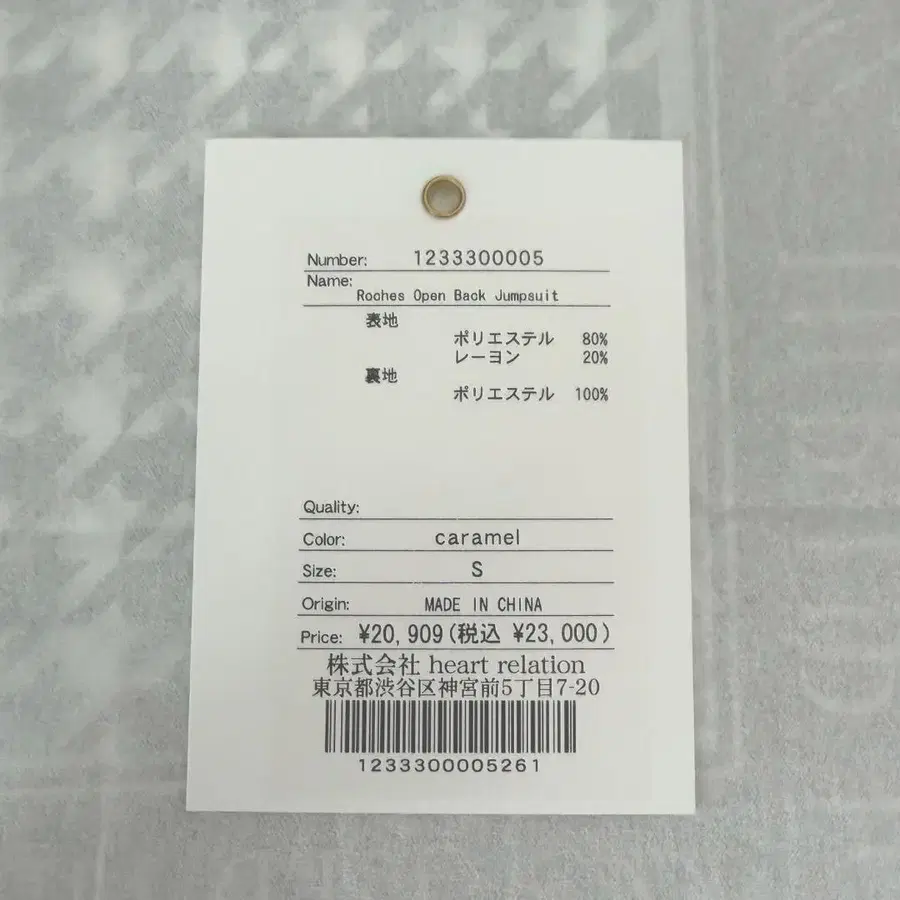 Number: 1233300005
Name:
Roches Open Back Jumpsuit
表地
ポリエステル 80%
レーヨン 20%
裏地
ポリエステル 100%
Quality:
Color: caramel
Size: S
Origin: MADE IN CHINA
Price: ¥20,909(税込 ¥23,000)
株式会社 heart relation
東京都渋谷区神宮前5丁目7-20
1233300005261